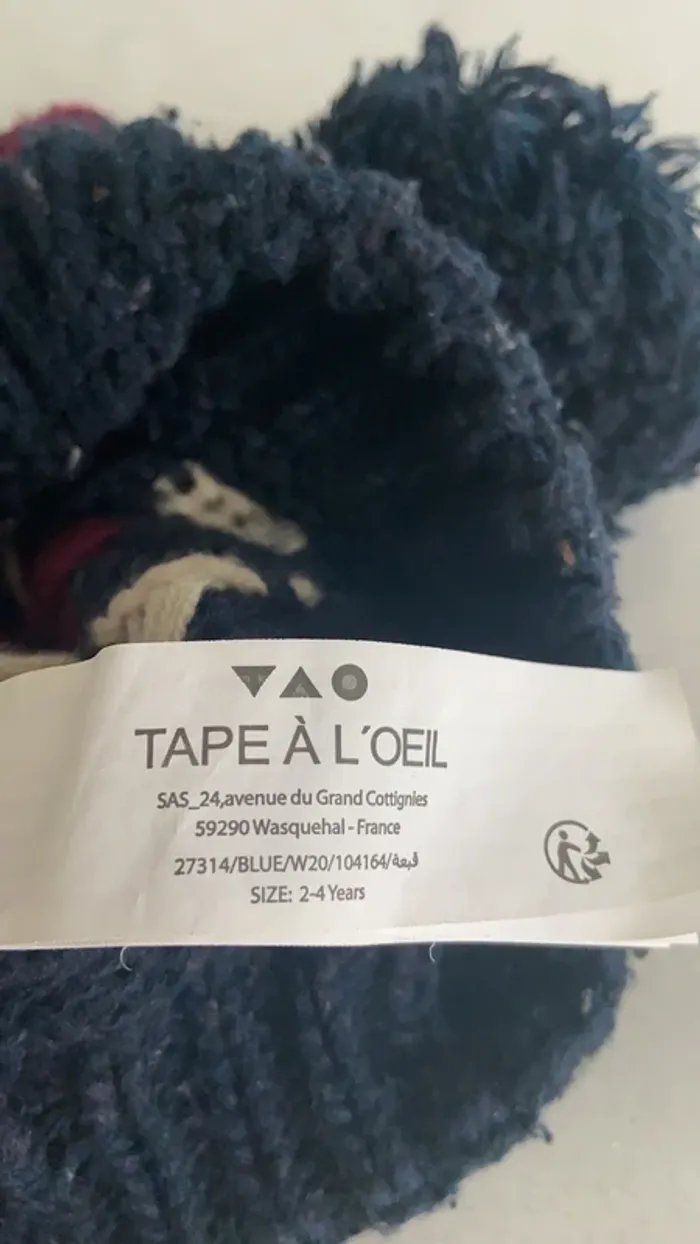 TAPE À L'OEIL
SAS_24,avenue du Grand Cottignies
59290 Wasquehal - France
27314/BLUE/W20/104164/قبعة
SIZE: 2-4 Years